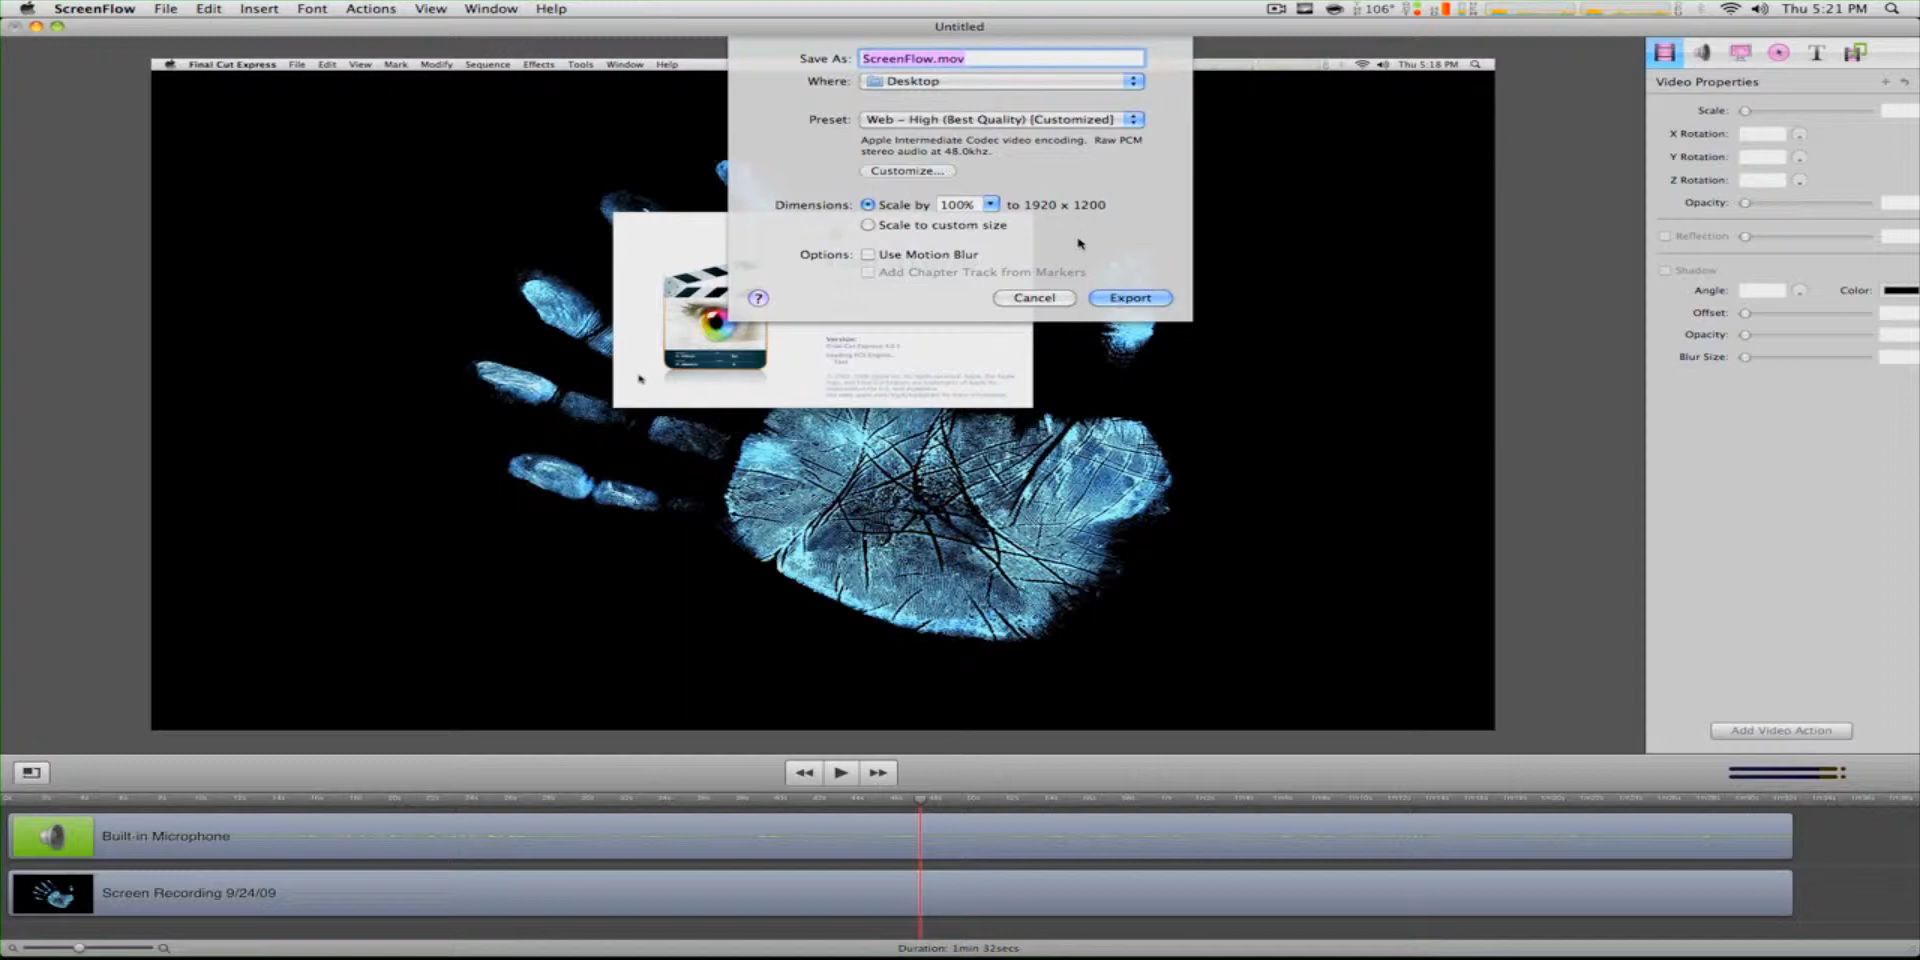 ScreenFlow File Edit Insert Font Actions View Window Help 106° Thu 5:21 PM
Untitled
Final Cut Express File Edit View Mark Modify Sequence Effects Tools Window Help Thu 5:18 PM
Save As: ScreenFlow.mov
Where: Desktop
Preset: Web – High (Best Quality) [Customized]
Apple Intermediate Codec video encoding. Raw PCM
stereo audio at 48.0khz.
Customize...
Dimensions: Scale by 100% to 1920 x 1200
Scale to custom size
Options: Use Motion Blur
Add Chapter Track from Markers
? Cancel Export
Version:
Video Properties
Scale:
X Rotation:
Y Rotation:
Z Rotation:
Opacity:
Reflection
Shadow
Angle: Color:
Offset:
Opacity:
Blur Size:
Add Video Action
Built-in Microphone
Screen Recording 9/24/09
Duration: 1min 32secs